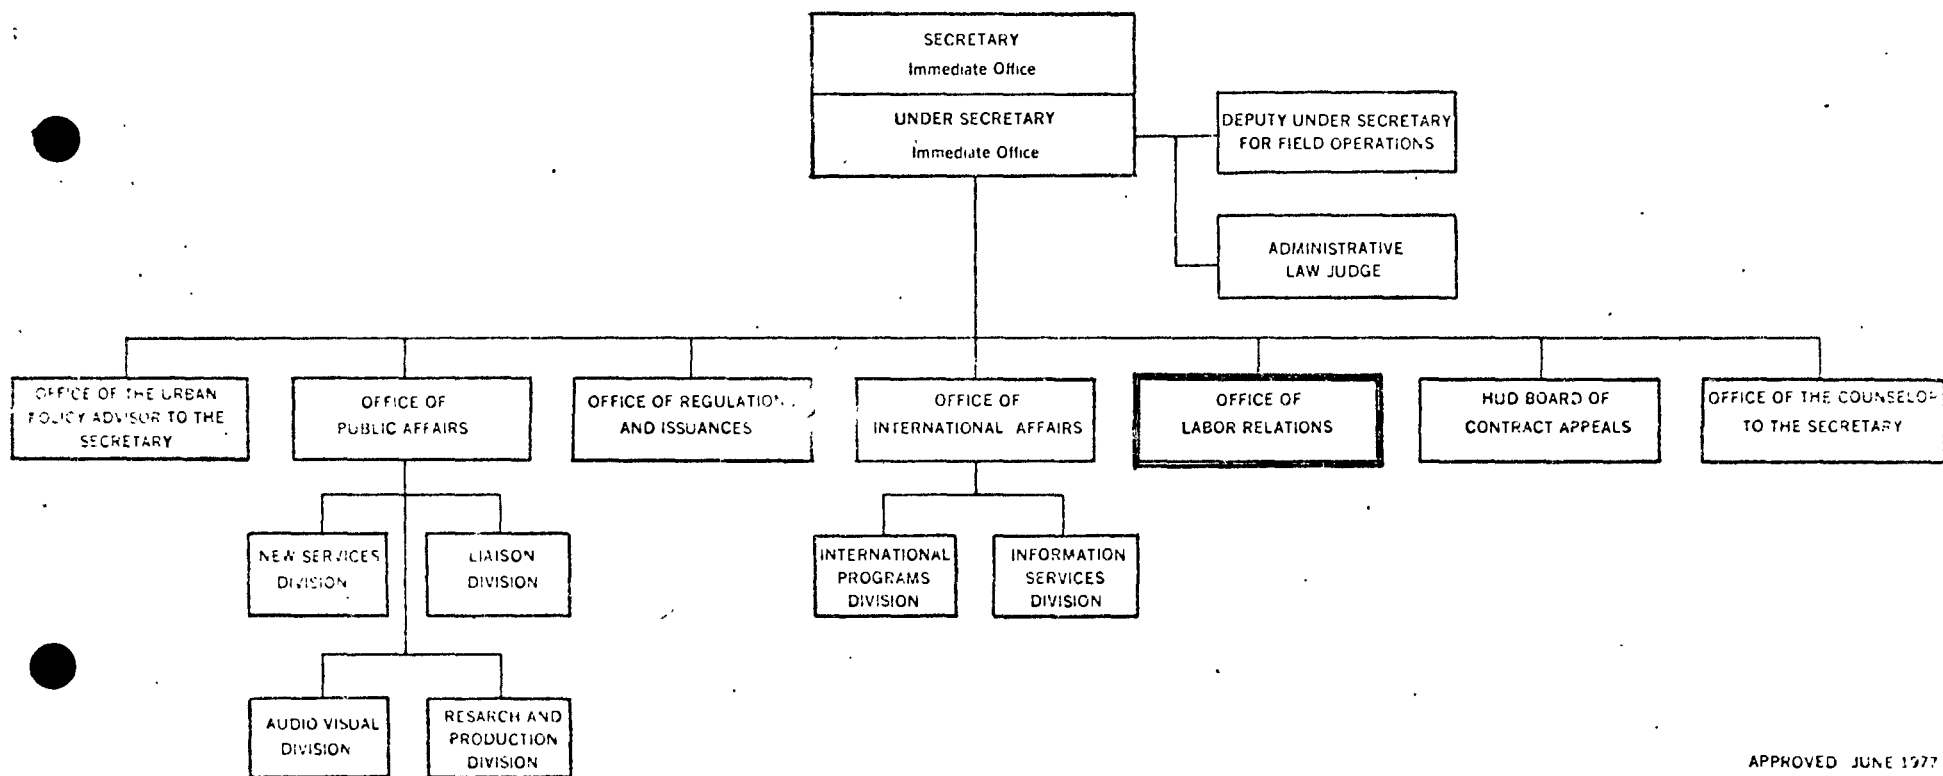 SECRETARY
Immediate Office
UNDER SECRETARY
Immediate Office
DEPUTY UNDER SECRETARY
FOR FIELD OPERATIONS
ADMINISTRATIVE
LAW JUDGE
OFFICE OF THE URBAN
POLICY ADVISOR TO THE
SECRETARY
OFFICE OF
PUBLIC AFFAIRS
OFFICE OF REGULATION
AND ISSUANCES
OFFICE OF
INTERNATIONAL AFFAIRS
OFFICE OF
LABOR RELATIONS
HUD BOARD OF
CONTRACT APPEALS
OFFICE OF THE COUNSELOR
TO THE SECRETARY
NEW SERVICES
DIVISION
LIAISON
DIVISION
INTERNATIONAL
PROGRAMS
DIVISION
INFORMATION
SERVICES
DIVISION
AUDIO VISUAL
DIVISION
RESARCH AND
PRODUCTION
DIVISION
APPROVED JUNE 1977